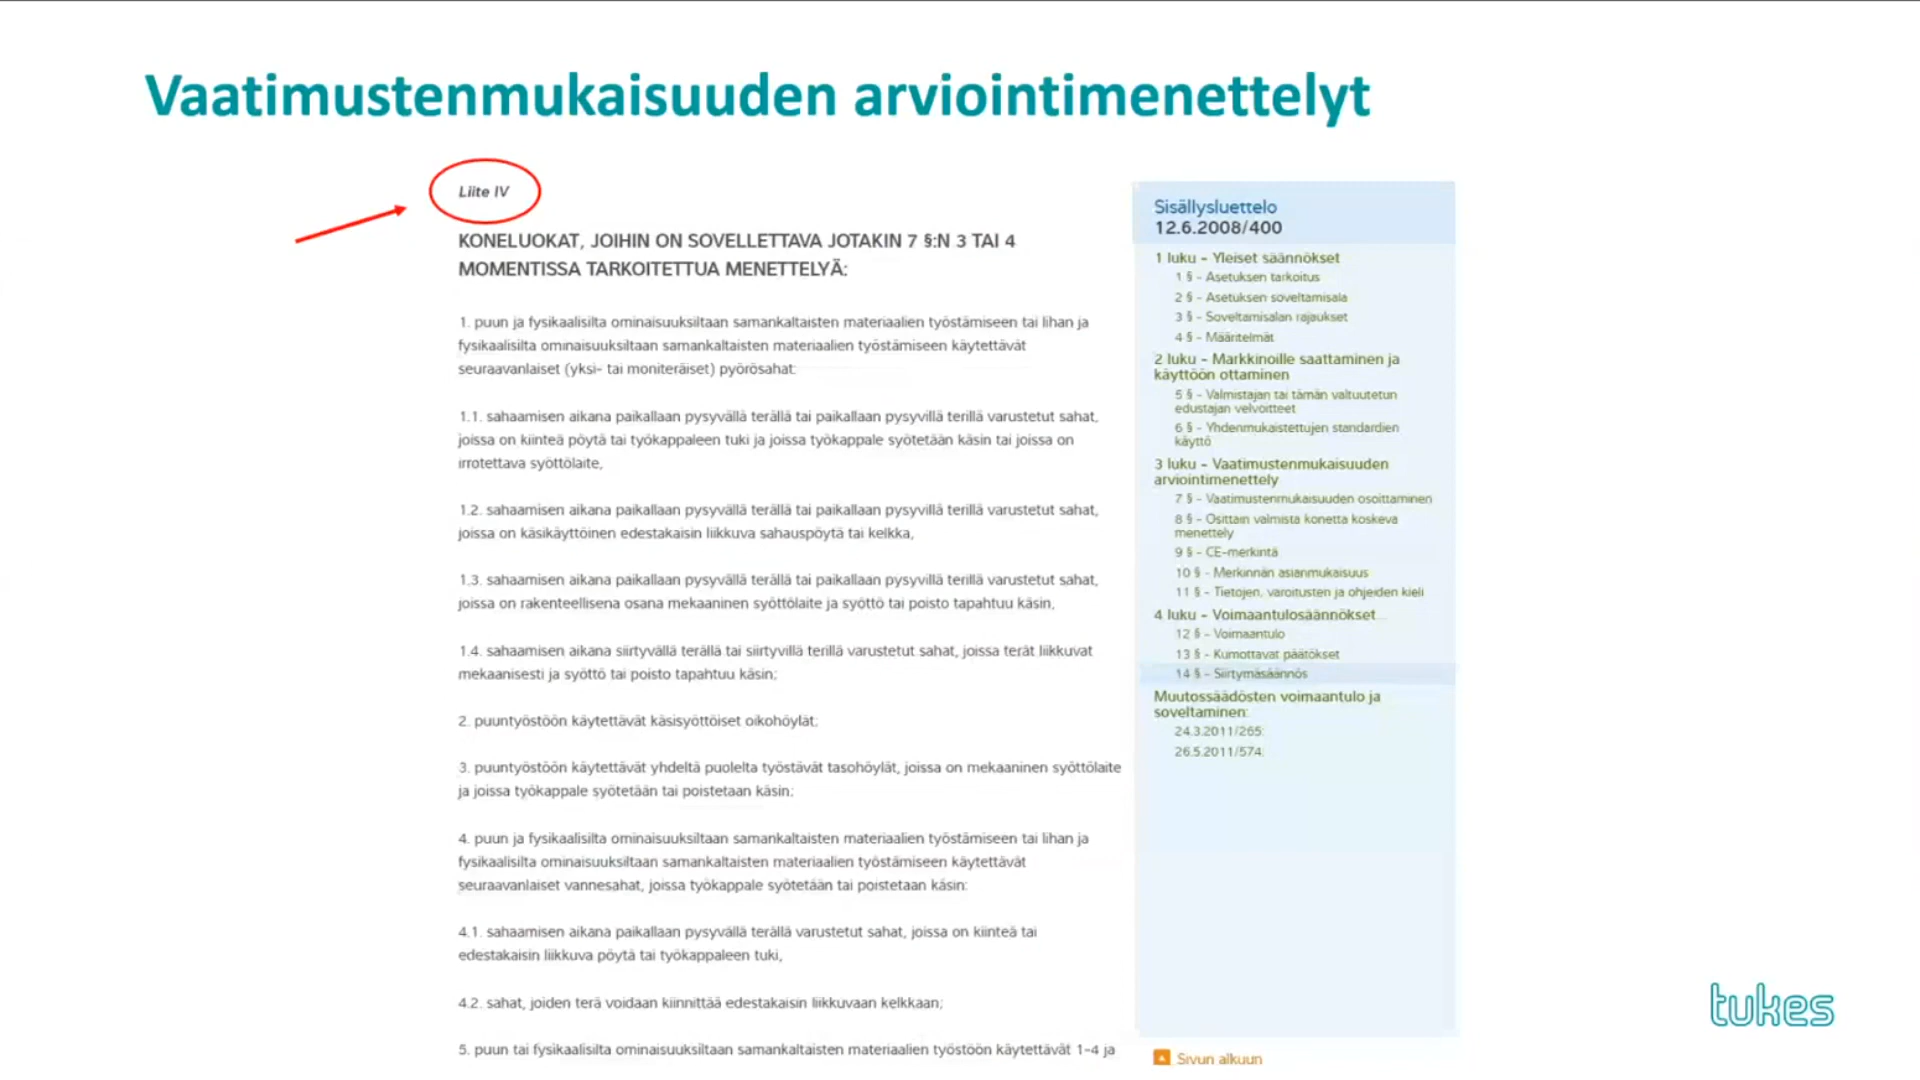 Vaatimustenmukaisuuden arviointimenettelyt
Liite IV
KONELUOKAT, JOIHIN ON SOVELLETTAVA JOTAKIN 7 §:N 3 TAI 4
MOMENTISSA TARKOITETTUA MENETTELYÄ:
1. puun ja fysikaalisilta ominaisuuksiltaan samankaltaisten materiaalien työstämiseen tai lihan ja
fysikaalisilta ominaisuuksiltaan samankaltaisten materiaalien työstämiseen käytettävät
seuraavanlaiset (yksi- tai moniteräiset) pyörösahat:
1.1. sahaamisen aikana paikallaan pysyvällä terällä tai paikallaan pysyvillä terillä varustetut sahat,
joissa on kiinteä pöytä tai työkappaleen tuki ja joissa työkappale syötetään käsin tai joissa on
irrotettava syöttölaite,
1.2. sahaamisen aikana paikallaan pysyvällä terällä tai paikallaan pysyvillä terillä varustetut sahat,
joissa on käsikäyttöinen edestakaisin liikkuva sahauspöytä tai kelkka,
1.3. sahaamisen aikana paikallaan pysyvällä terällä tai paikallaan pysyvillä terillä varustetut sahat,
joissa on rakenteellisena osana mekaaninen syöttölaite ja syöttö tai poisto tapahtuu käsin,
1.4. sahaamisen aikana siirtyvällä terällä tai siirtyvillä terillä varustetut sahat, joissa terät liikkuvat
mekaanisesti ja syöttö tai poisto tapahtuu käsin;
2. puuntyöstöön käytettävät käsisyöttöiset oikohöylät;
3. puuntyöstöön käytettävät yhdeltä puolelta työstävät tasohöylät, joissa on mekaaninen syöttölaite
ja joissa työkappale syötetään tai poistetaan käsin;
4. puun ja fysikaalisilta ominaisuuksiltaan samankaltaisten materiaalien työstämiseen tai lihan ja
fysikaalisilta ominaisuuksiltaan samankaltaisten materiaalien työstämiseen käytettävät
seuraavanlaiset vannesahat, joissa työkappale syötetään tai poistetaan käsin:
4.1. sahaamisen aikana paikallaan pysyvällä terällä varustetut sahat, joissa on kiinteä tai
edestakaisin liikkuva pöytä tai työkappaleen tuki,
4.2. sahat, joiden terä voidaan kiinnittää edestakaisin liikkuvaan kelkkaan;
5. puun tai fysikaalisilta ominaisuuksiltaan samankaltaisten materiaalien työstöön käytettävät 1-4 ja
Sisällysluettelo
12.6.2008/400
1 luku - Yleiset säännökset
1 § - Asetuksen tarkoitus
2 § - Asetuksen soveltamisala
3 § - Soveltamisalan rajaukset
4 § - Määritelmät
2 luku - Markkinoille saattaminen ja
käyttöön ottaminen
5 § - Valmistajan tai tämän valtuutetun
edustajan velvoitteet
6 § - Yhdenmukaistettujen standardien
käyttö
3 luku - Vaatimustenmukaisuuden
arviointimenettely
7 § - Vaatimustenmukaisuuden osoittaminen
8 § - Osittain valmista konetta koskeva
menettely
9 § - CE-merkintä
10 § - Merkinnän asianmukaisuus
11 § - Tietojen, varoitusten ja ohjeiden kieli
4 luku - Voimaantulosäännökset
12 § - Voimaantulo
13 § - Kumottavat päätökset
14 § - Siirtymäsäännös
Muutossäädösten voimaantulo ja
soveltaminen:
24.3.2011/265:
26.5.2011/574:
Sivun alkuun
tukes